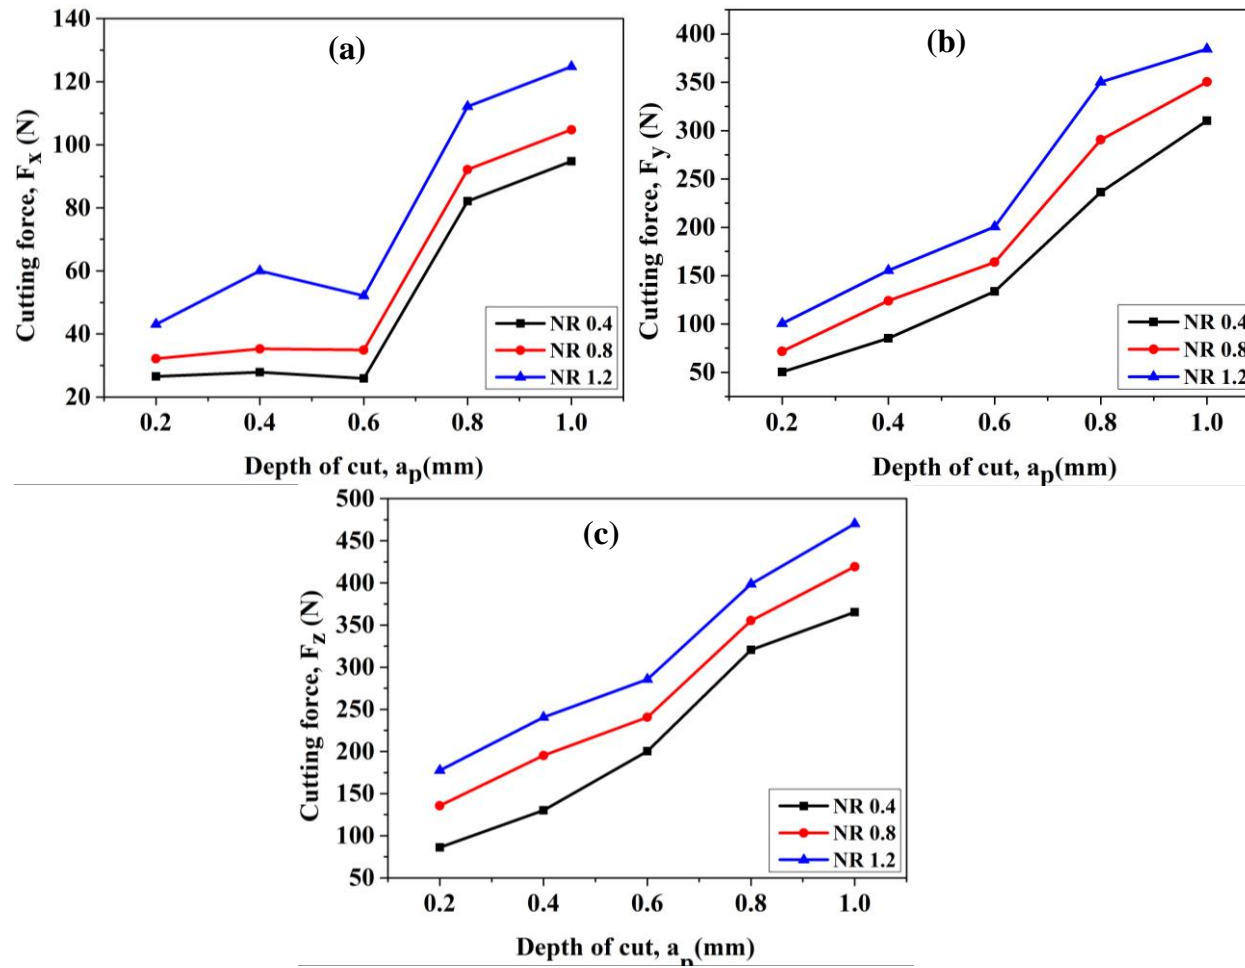 (a)
140
120
100
80
60
40
20
Cutting force, Fx (N)
0.2 0.4 0.6 0.8 1.0
Depth of cut, ap(mm)
NR 0.4
NR 0.8
NR 1.2
(b)
400
350
300
250
200
150
100
50
Cutting force, Fy (N)
0.2 0.4 0.6 0.8 1.0
Depth of cut, ap(mm)
NR 0.4
NR 0.8
NR 1.2
(c)
500
450
400
350
300
250
200
150
100
50
Cutting force, Fz (N)
0.2 0.4 0.6 0.8 1.0
Depth of cut, ap(mm)
NR 0.4
NR 0.8
NR 1.2